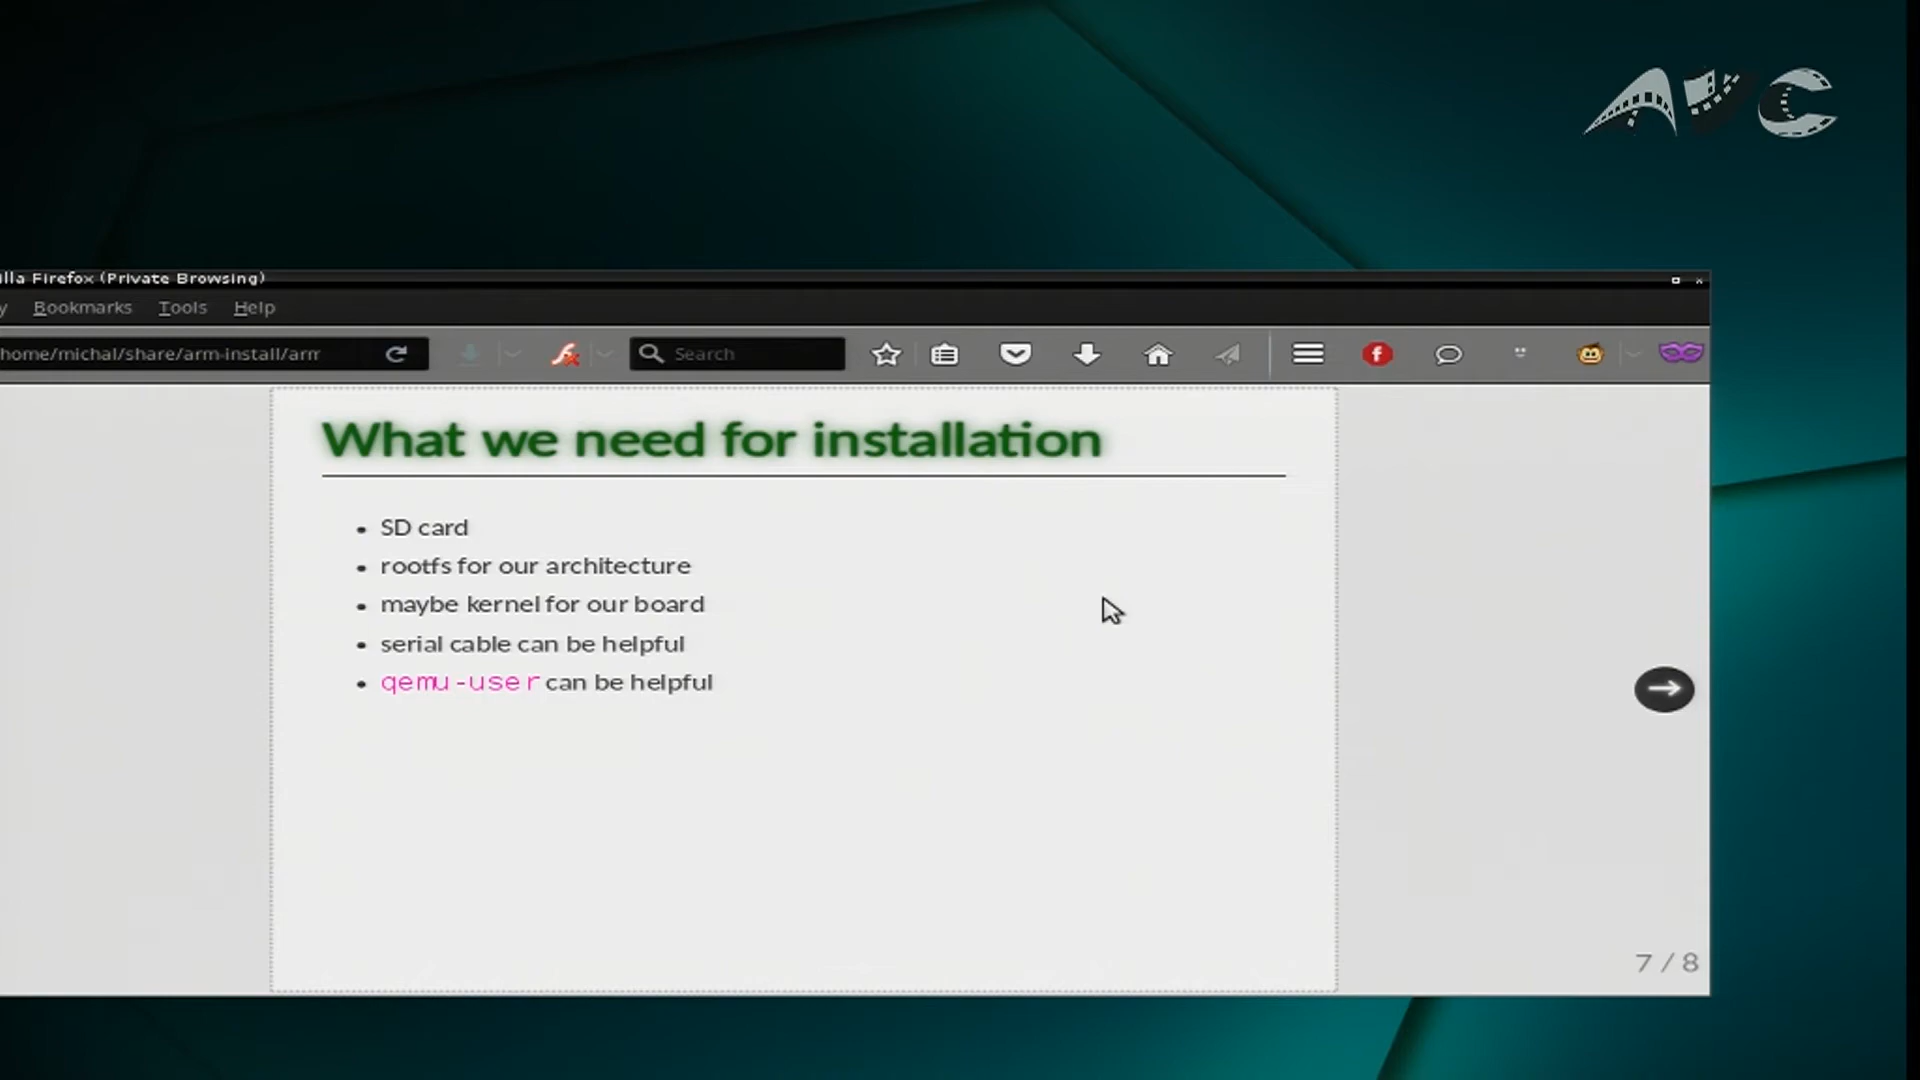 AVC
illa Firefox (Private Browsing)
y Bookmarks Tools Help
home/michal/share/arm-install/arm
Search
What we need for installation
• SD card
• rootfs for our architecture
• maybe kernel for our board
• serial cable can be helpful
• qemu-user can be helpful
7 / 8